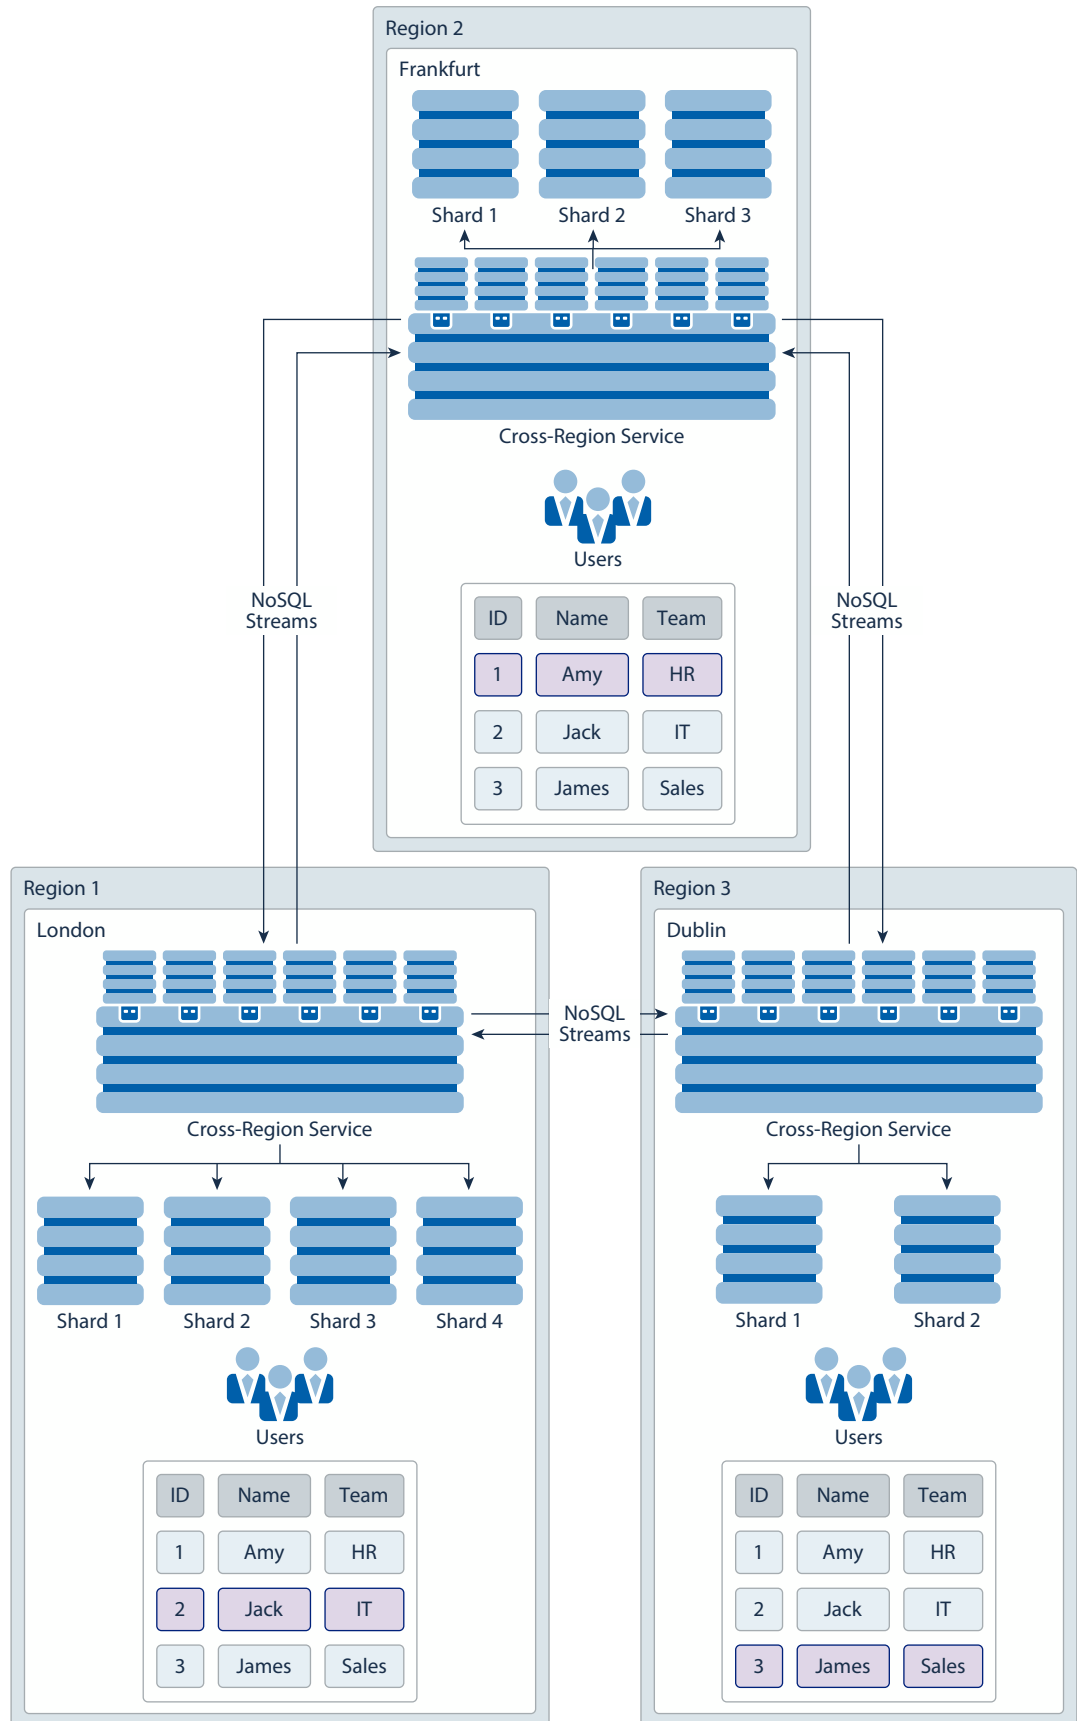 Region 2
Frankfurt
Shard 1 Shard 2 Shard 3
Cross-Region Service
Users
NoSQL
Streams
NoSQL
Streams
ID Name Team
1 Amy HR
2 Jack IT
3 James Sales
Region 1
London
Cross-Region Service
Shard 1 Shard 2 Shard 3 Shard 4
Users
ID Name Team
1 Amy HR
2 Jack IT
3 James Sales
NoSQL
Streams
Region 3
Dublin
Cross-Region Service
Shard 1 Shard 2
Users
ID Name Team
1 Amy HR
2 Jack IT
3 James Sales